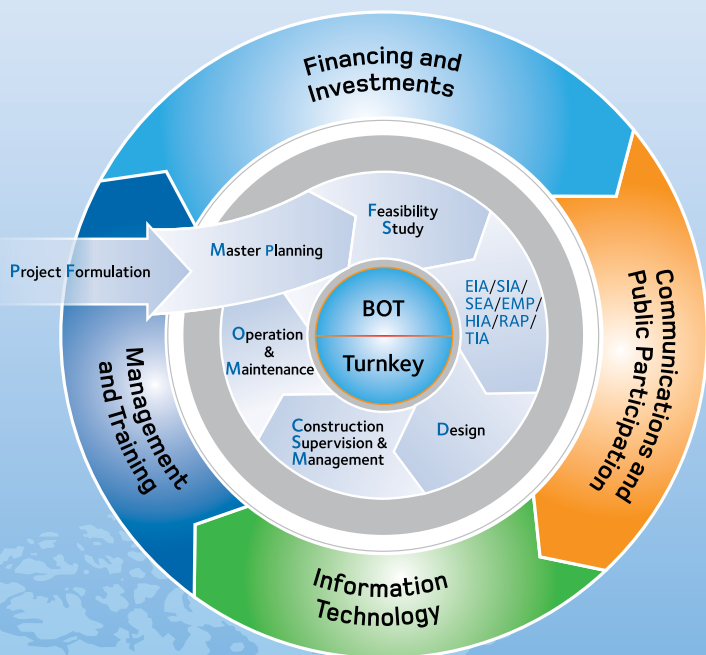 Financing and
Investments
Communications and
Public Participation
Information
Technology
Management
and Training
Project Formulation
Master Planning
Feasibility
Study
EIA/SIA/
SEA/EMP/
HIA/RAP/
TIA
Design
Construction
Supervision &
Management
Operation
&
Maintenance
BOT
Turnkey